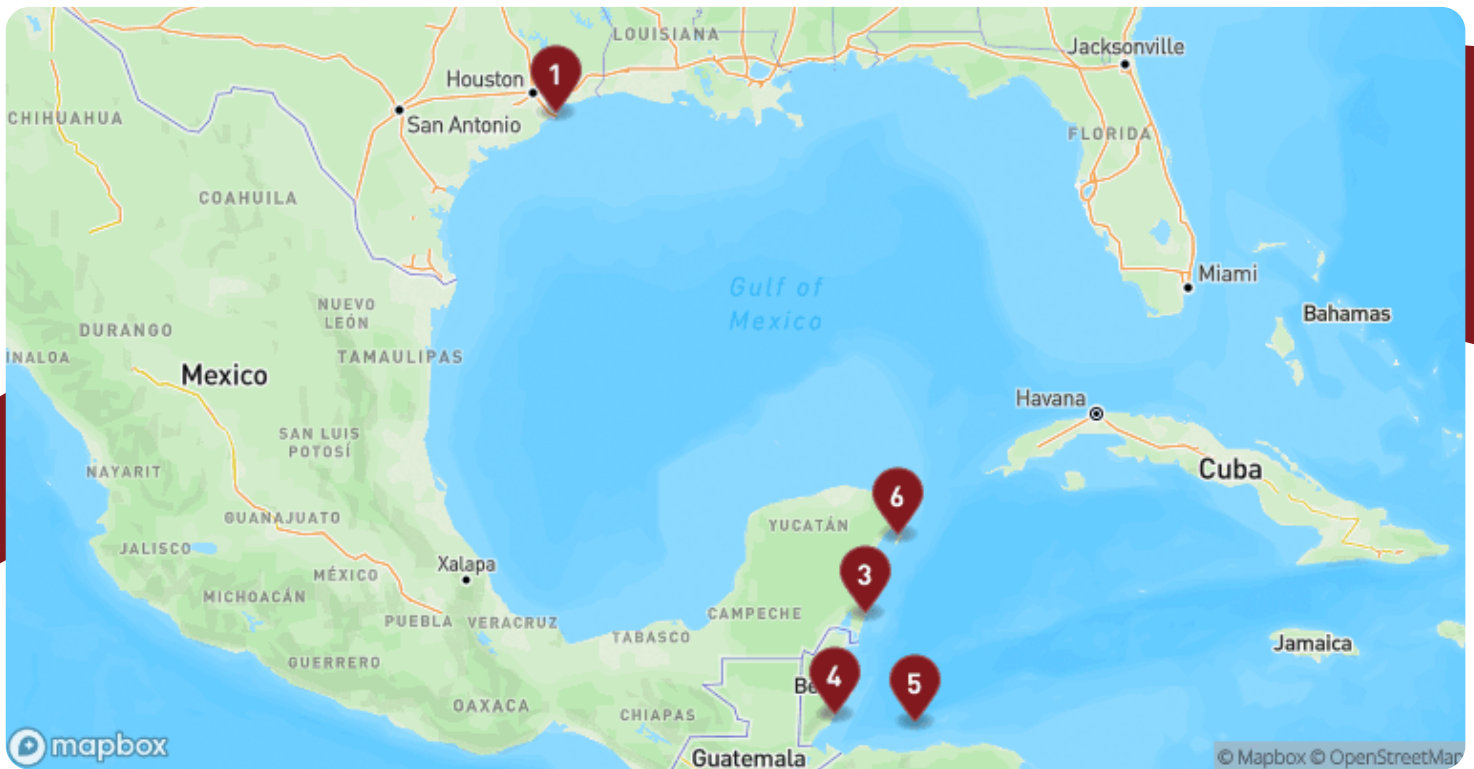 LOUISIANA
Jacksonville
Houston
1
CHIHUAHUA
San Antonio
FLORIDA
COAHUILA
Miami
Gulf of
Mexico
NUEVO
LEÓN
Bahamas
DURANGO
INALOA
TAMAULIPAS
Mexico
Havana
SAN LUIS
POTOSÍ
NAYARIT
Cuba
6
GUANAJUATO
YUCATÁN
JALISCO
Xalapa
MÉXICO
3
MICHOACÁN
PUEBLA
VERACRUZ
CAMPECHE
TABASCO
Jamaica
GUERRERO
Be
4
5
OAXACA
CHIAPAS
mapbox
Guatemala
© Mapbox © OpenStreetMap